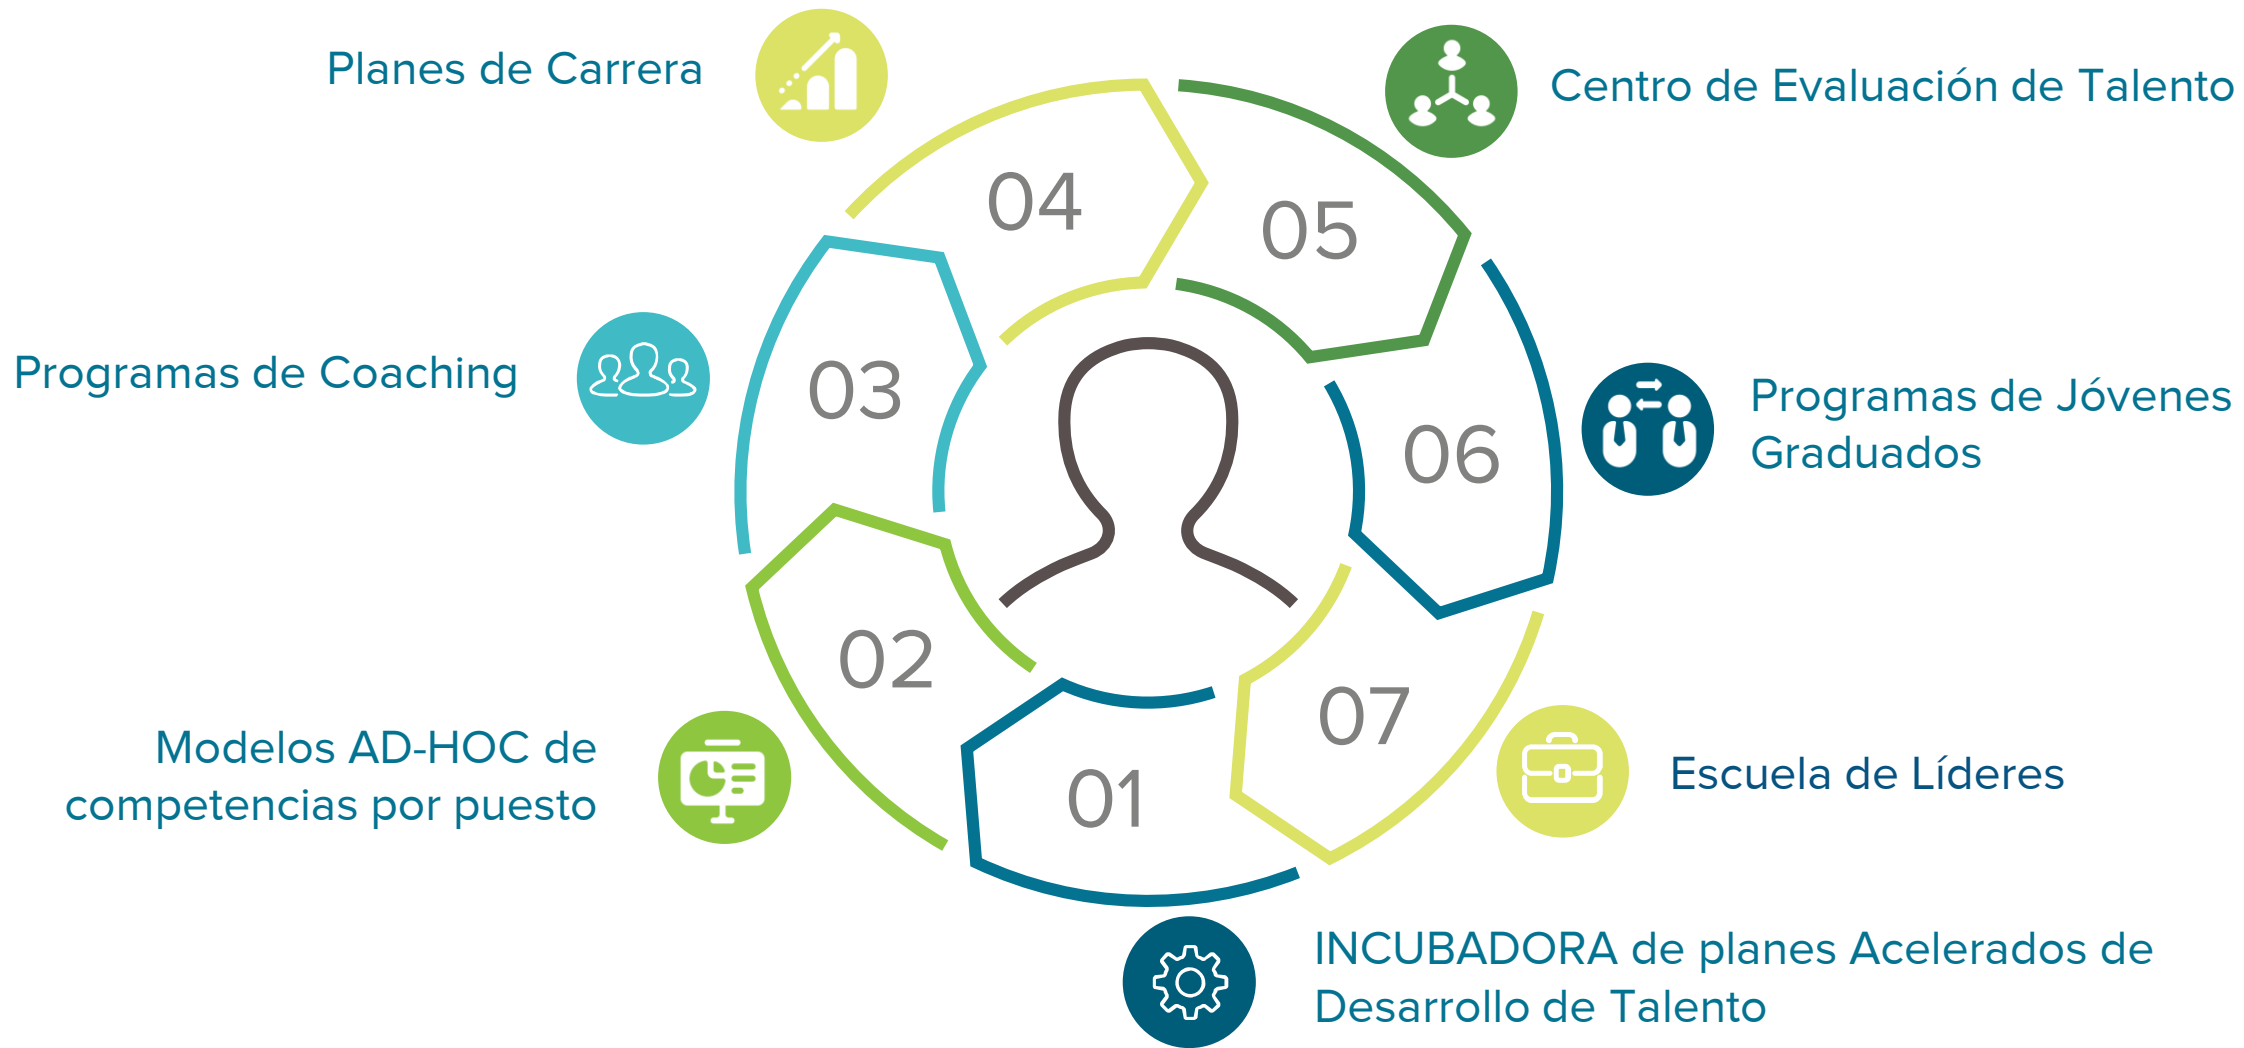 Planes de Carrera
Centro de Evaluación de Talento
04
05
Programas de Coaching
03
06
Programas de Jóvenes
Graduados
02
07
Modelos AD-HOC de
competencias por puesto
01
Escuela de Líderes
INCUBADORA de planes Acelerados de
Desarrollo de Talento